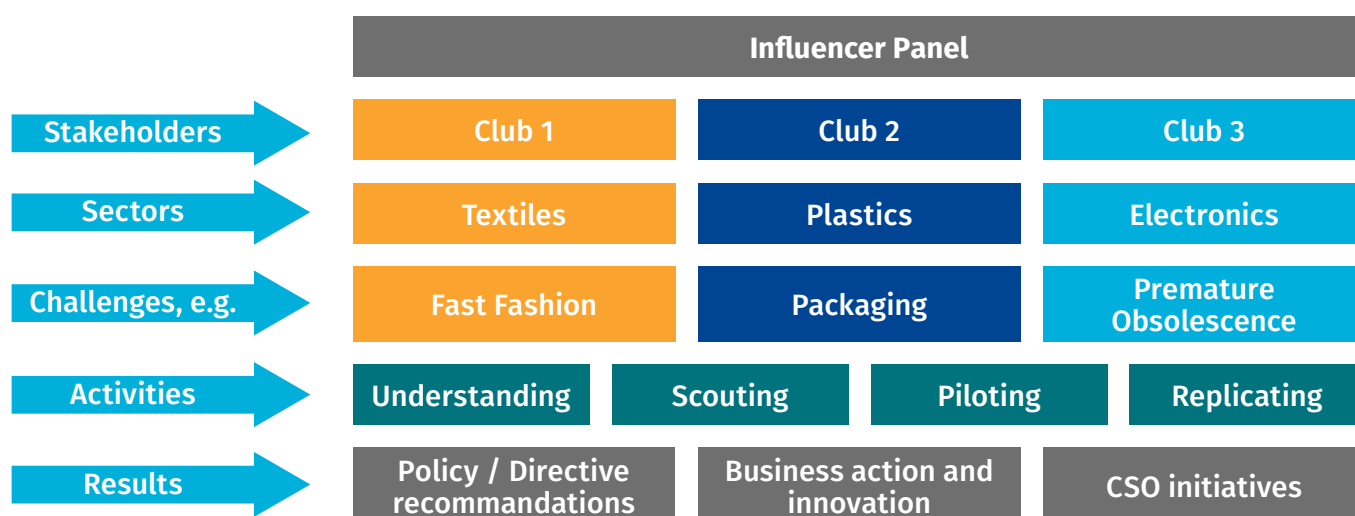 Influencer Panel
Stakeholders
Club 1
Club 2
Club 3
Sectors
Textiles
Plastics
Electronics
Challenges, e.g.
Fast Fashion
Packaging
Premature
Obsolescence
Activities
Understanding
Scouting
Piloting
Replicating
Results
Policy / Directive
recommandations
Business action and
innovation
CSO initiatives